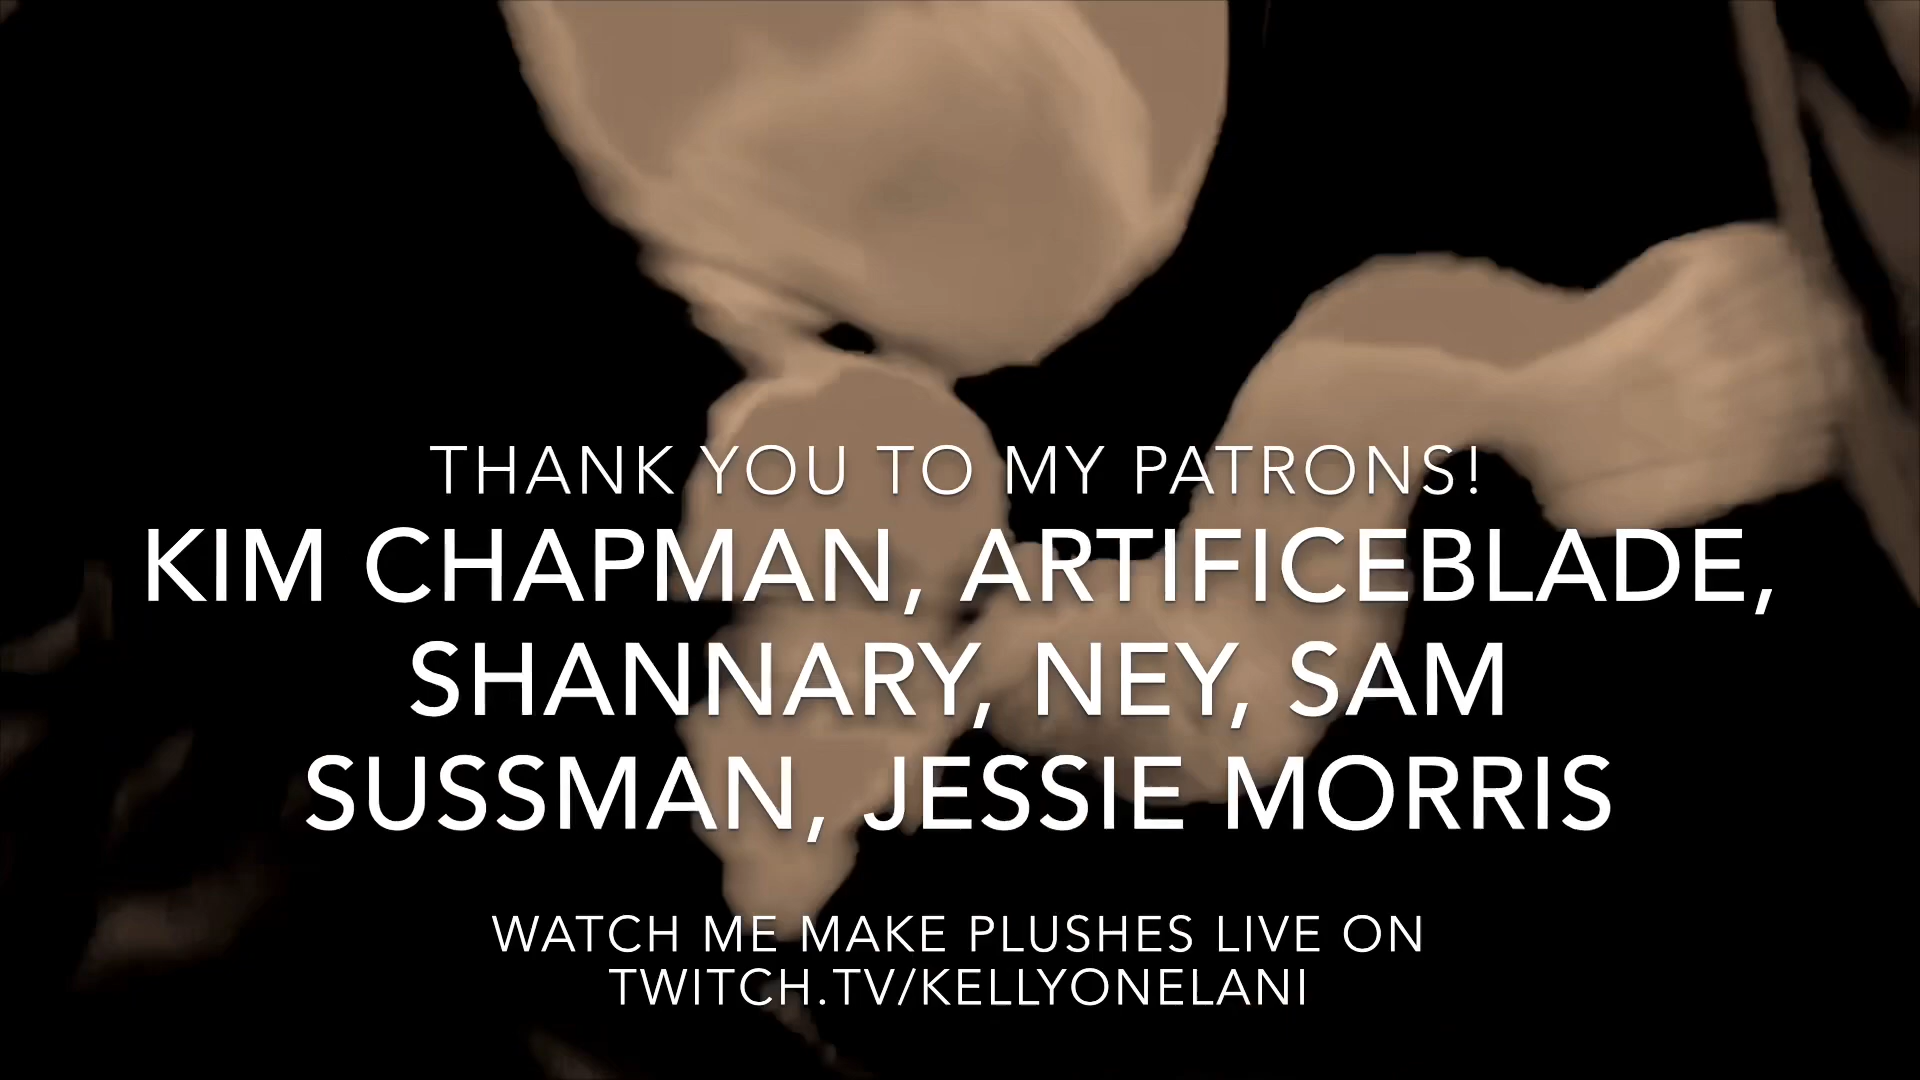 THANK YOU TO MY PATRONS!
KIM CHAPMAN, ARTIFICEBLADE,
SHANNARY, NEY, SAM
SUSSMAN, JESSIE MORRIS
WATCH ME MAKE PLUSHES LIVE ON
TWITCH.TV/KELLYONELANI